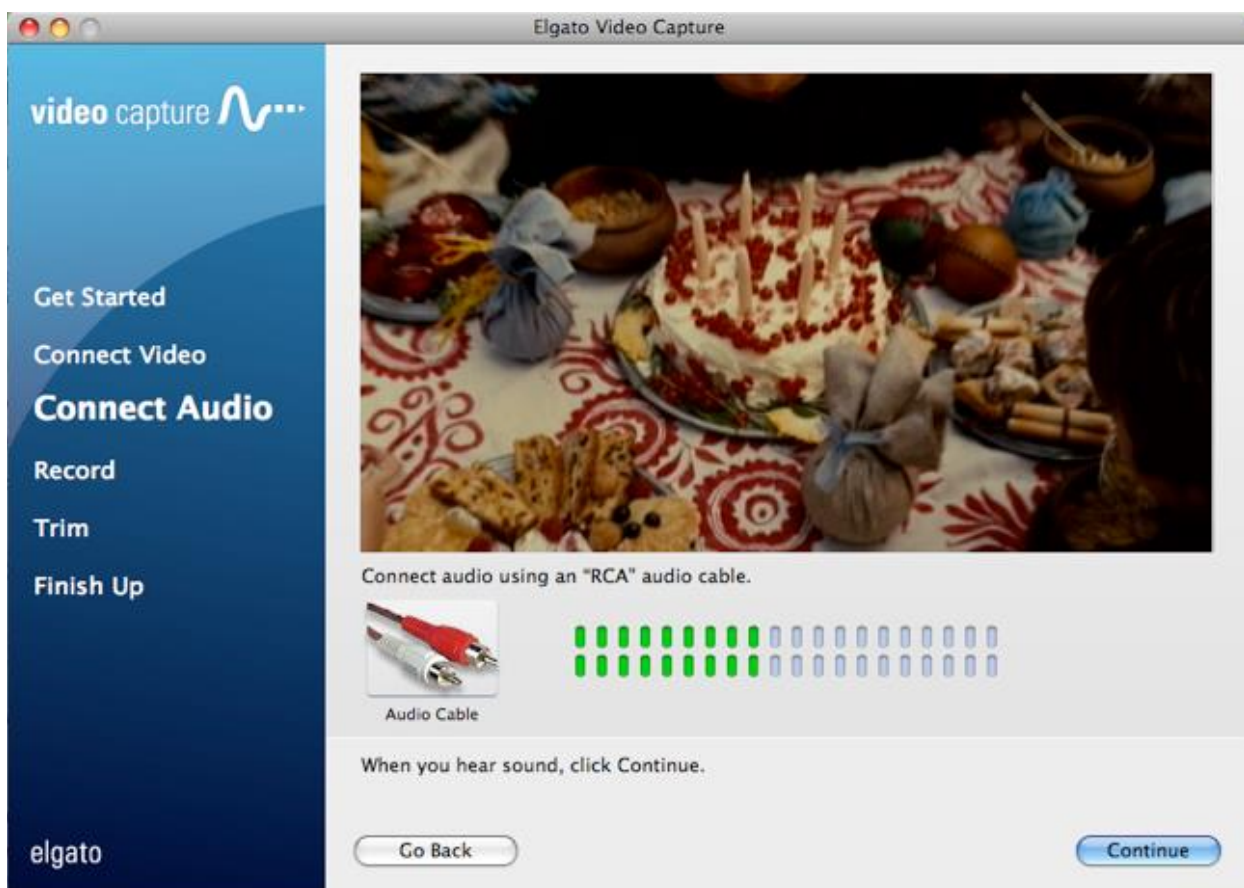 Elgato Video Capture
video capture
Get Started
Connect Video
Connect Audio
Record
Trim
Finish Up
elgato
Connect audio using an "RCA" audio cable.
Audio Cable
When you hear sound, click Continue.
Go Back
Continue